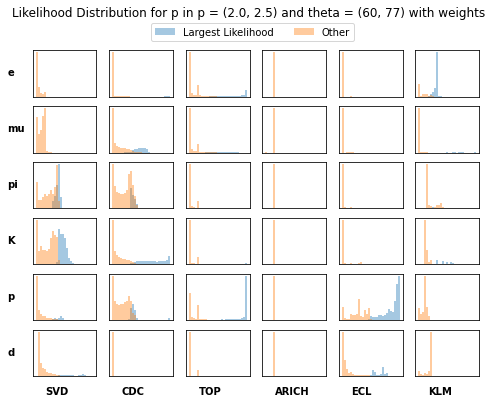 Likelihood Distribution for p in p = (2.0, 2.5) and theta = (60, 77) with weights
Largest Likelihood Other
e
mu
pi
K
p
d
SVD CDC TOP ARICH ECL KLM